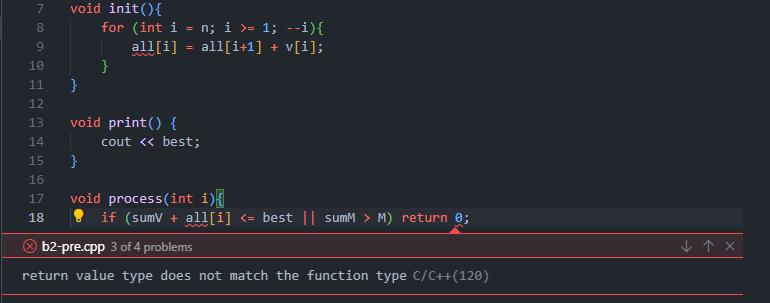 7 void init(){
8 for (int i = n; i >= 1; --i){
9 all[i] = all[i+1] + v[i];
10 }
11 }
12
13 void print() {
14 cout << best;
15 }
16
17 void process(int i){
18 if (sumV + all[i] <= best || sumM > M) return 0;
b2-pre.cpp 3 of 4 problems
return value type does not match the function type C/C++(120)